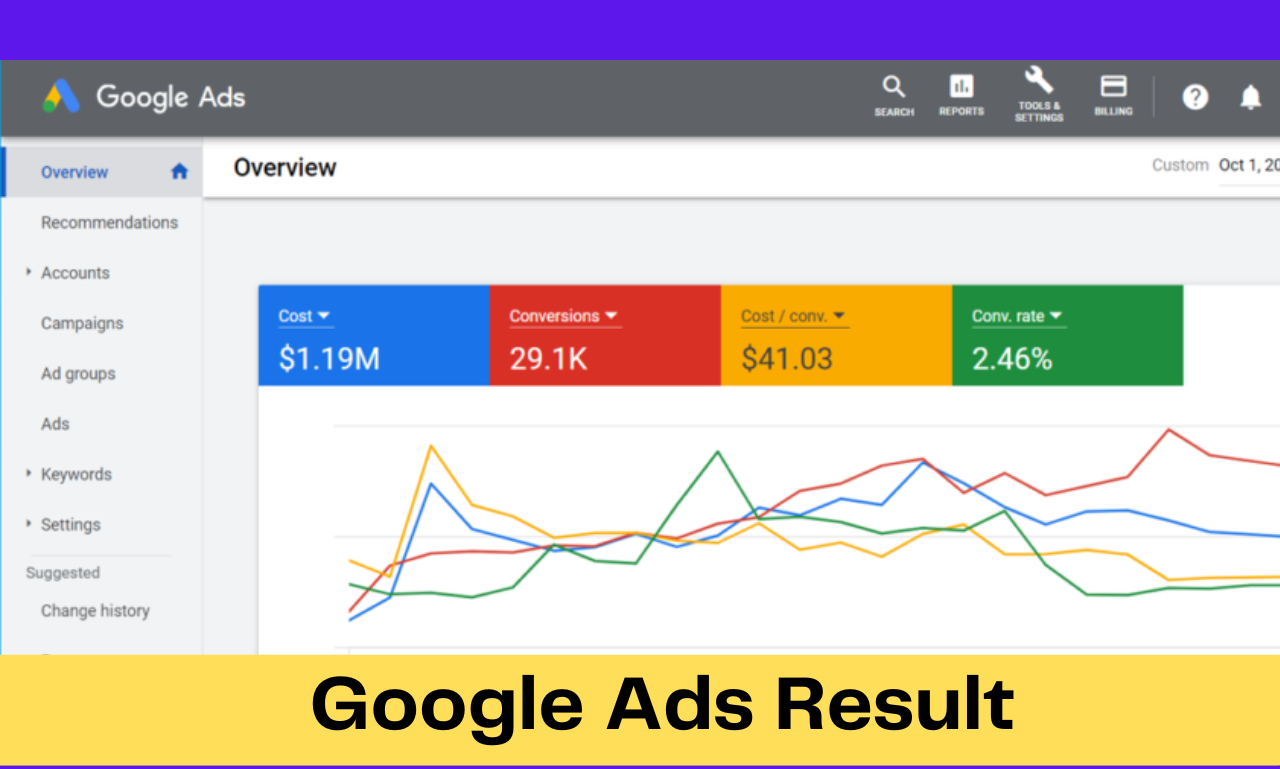 Google Ads
SEARCH
REPORTS
TOOLS &
SETTINGS
BILLING
?
Overview
Overview
Custom Oct 1, 20
Recommendations
Accounts
Campaigns
Ad groups
Ads
Keywords
Settings
Suggested
Change history
Cost
$1.19M
Conversions
29.1K
Cost / conv.
$41.03
Conv. rate
2.46%
Google Ads Result